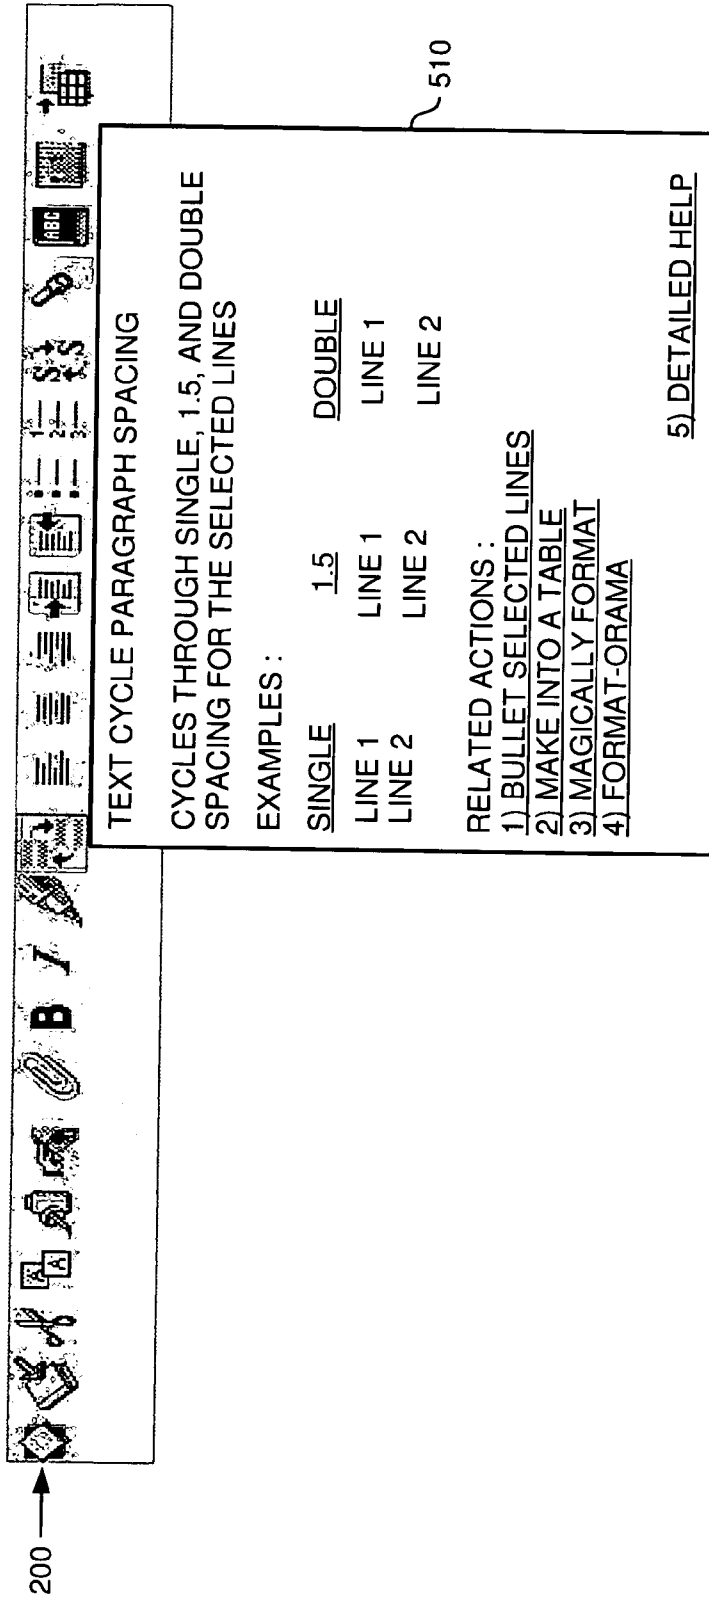 200
B I
ABC
510
TEXT CYCLE PARAGRAPH SPACING
CYCLES THROUGH SINGLE, 1.5, AND DOUBLE
SPACING FOR THE SELECTED LINES
EXAMPLES :
SINGLE 1.5 DOUBLE
LINE 1 LINE 1 LINE 1
LINE 2 LINE 2 LINE 2
RELATED ACTIONS :
1) BULLET SELECTED LINES
2) MAKE INTO A TABLE
3) MAGICALLY FORMAT
4) FORMAT-ORAMA
5) DETAILED HELP